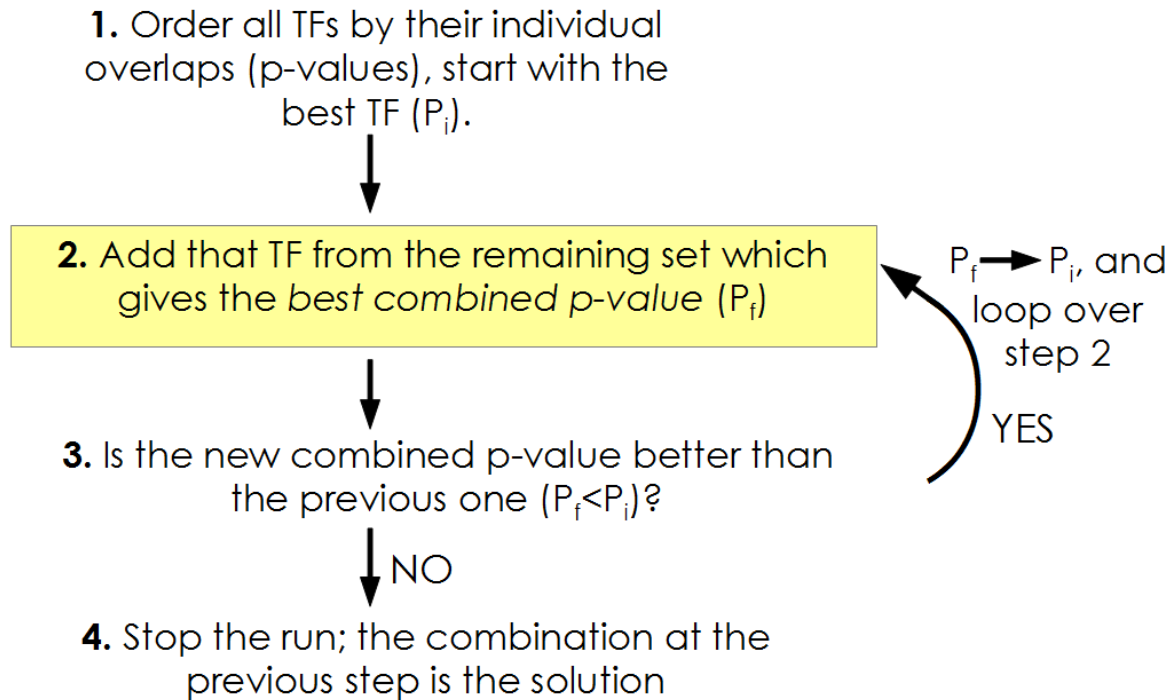 1. Order all TFs by their individual
overlaps (p-values), start with the
best TF (Pi).
2. Add that TF from the remaining set which
gives the best combined p-value (Pf)
Pf → Pi, and
loop over
step 2
YES
3. Is the new combined p-value better than
the previous one (Pf<Pi)?
NO
4. Stop the run; the combination at the
previous step is the solution